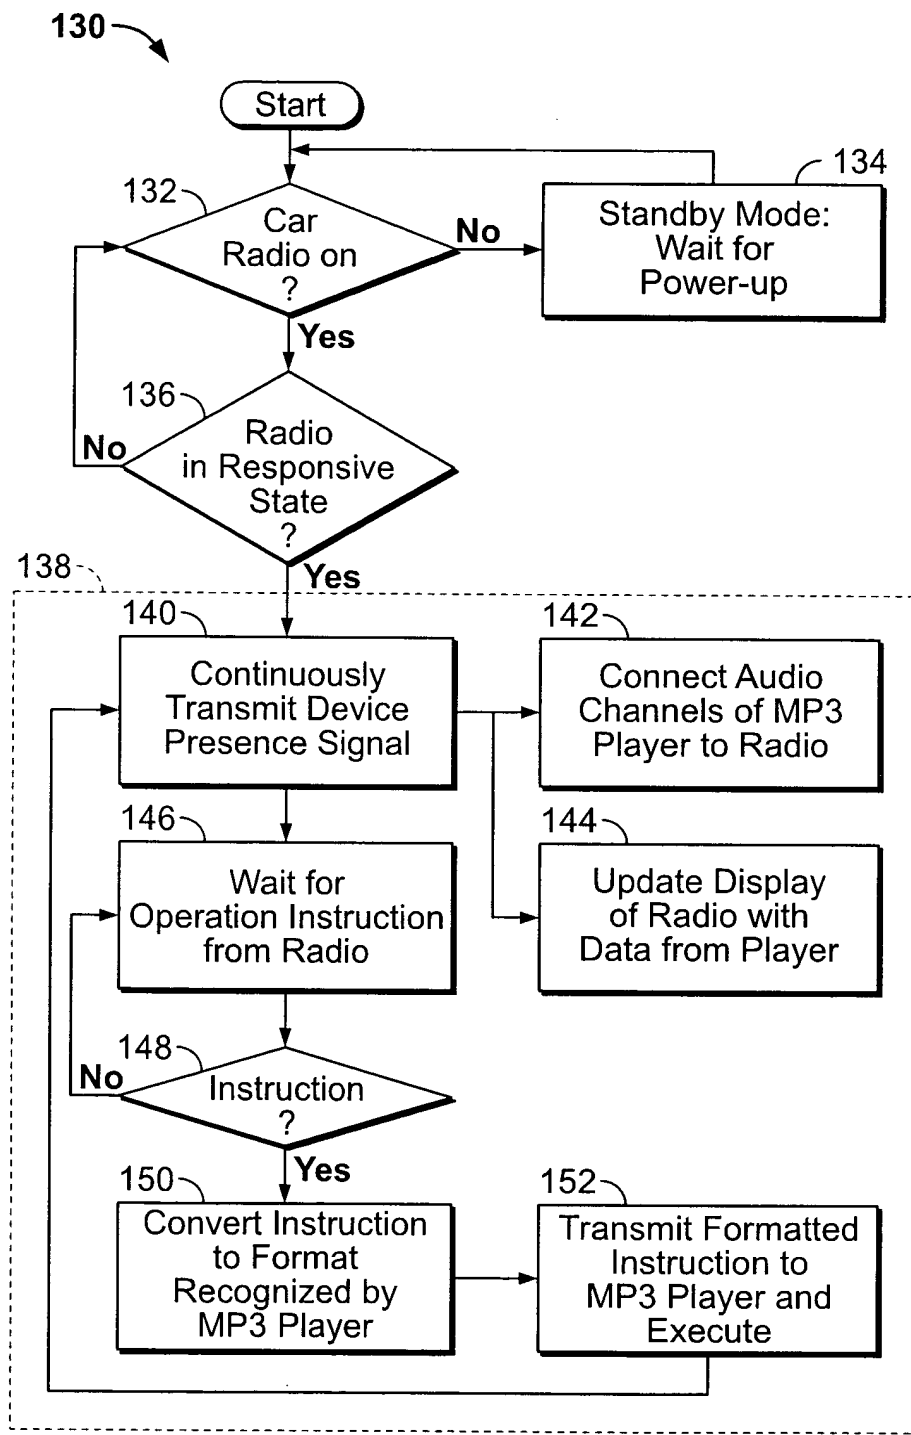 130
Start
132
134
Car
Radio on
?
No
Standby Mode:
Wait for
Power-up
Yes
136
No
Radio
in Responsive
State
?
138
Yes
140
142
Continuously
Transmit Device
Presence Signal
Connect Audio
Channels of MP3
Player to Radio
146
144
Wait for
Operation Instruction
from Radio
Update Display
of Radio with
Data from Player
148
No
Instruction
?
Yes
150
152
Convert Instruction
to Format
Recognized by
MP3 Player
Transmit Formatted
Instruction to
MP3 Player and
Execute